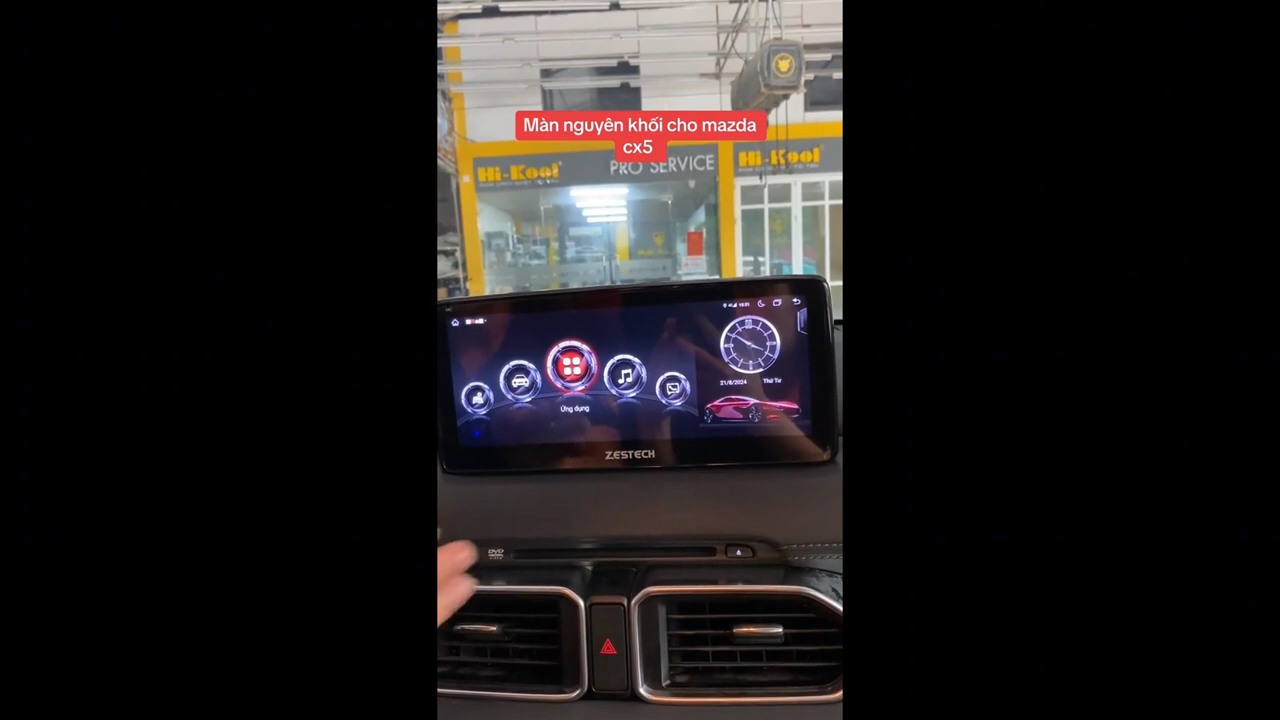 Màn nguyên khối cho mazda
cx5
Hi-Kool
PRO SERVICE
Hi-Kool
Ứng dụng
21/8/2024
Thứ Tư
ZESTECH
DVD